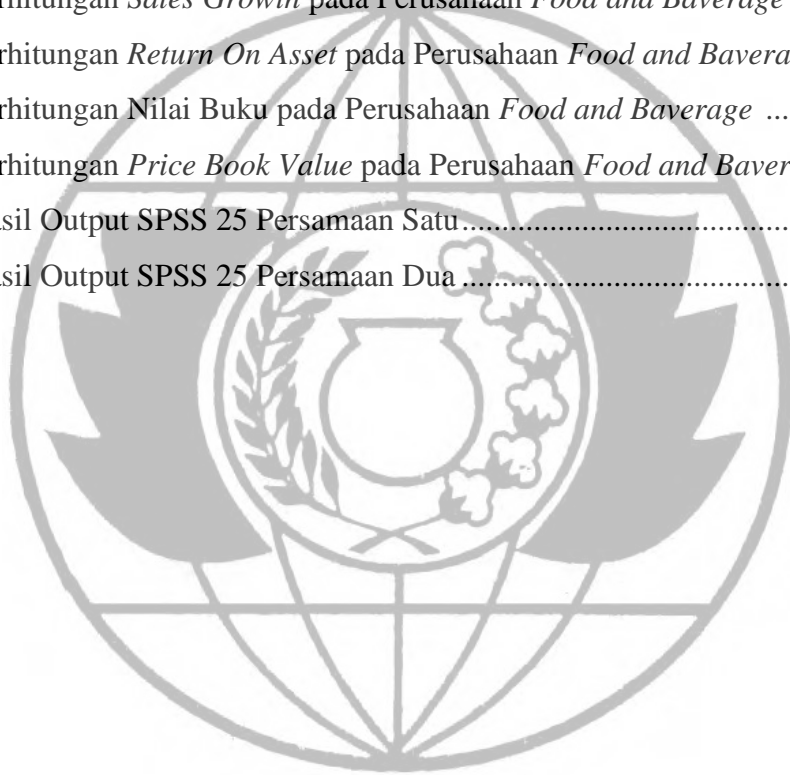 rhitungan Sales Growth pada Perusahaan Food and Baverage
rhitungan Return On Asset pada Perusahaan Food and Bavera
rhitungan Nilai Buku pada Perusahaan Food and Baverage ...
rhitungan Price Book Value pada Perusahaan Food and Baver
sil Output SPSS 25 Persamaan Satu.....................................
sil Output SPSS 25 Persamaan Dua .....................................